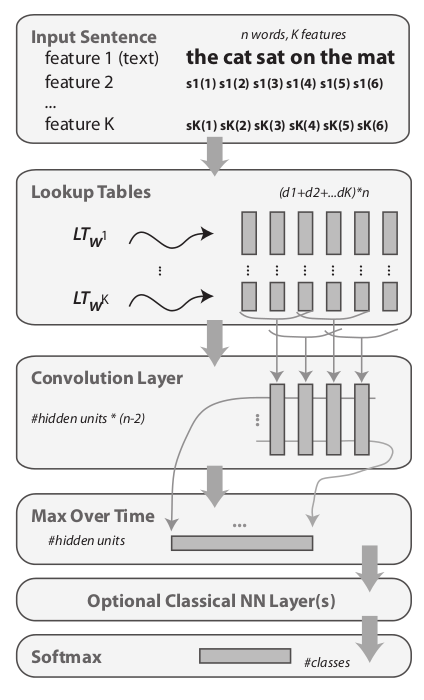 Input Sentence
n words, K features
feature 1 (text) the cat sat on the mat
feature 2 s1(1) s1(2) s1(3) s1(4) s1(5) s1(6)
...
feature K sK(1) sK(2) sK(3) sK(4) sK(5) sK(6)
Lookup Tables
(d1+d2+...dK)*n
LTw1
...
LTwK
Convolution Layer
#hidden units * (n-2)
Max Over Time
...
#hidden units
Optional Classical NN Layer(s)
Softmax
#classes